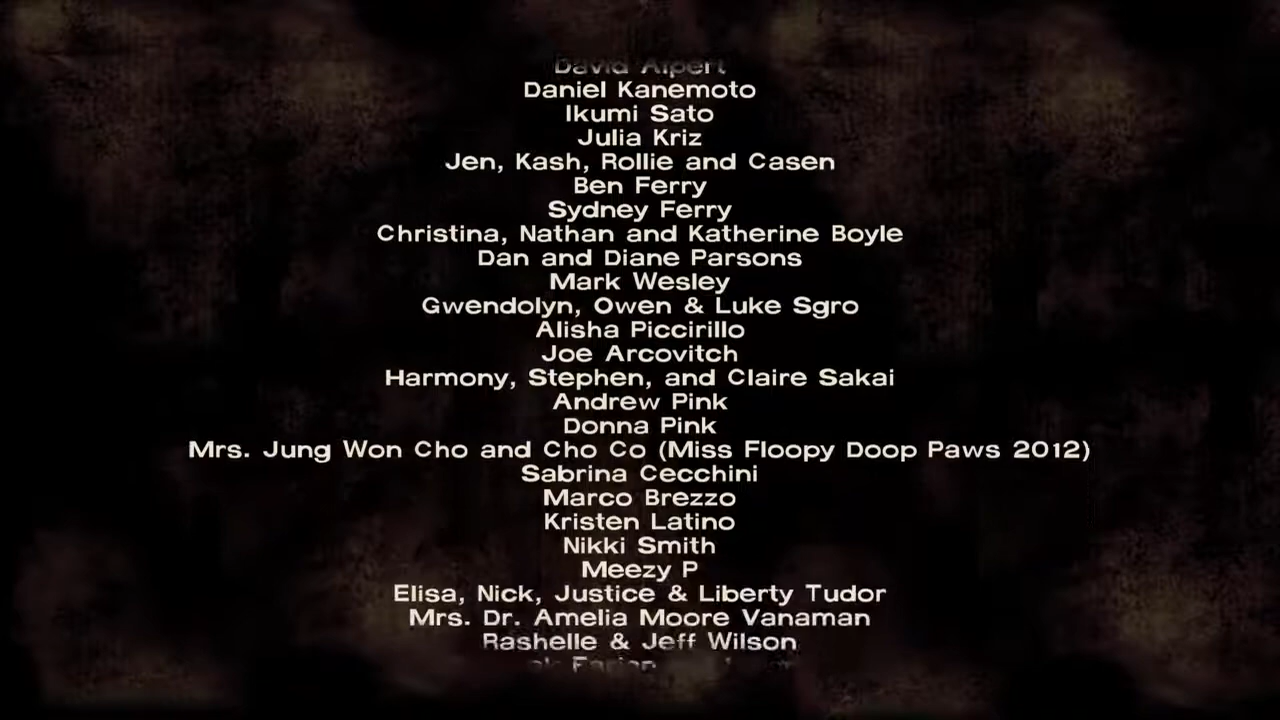 David Alpert
Daniel Kanemoto
Ikumi Sato
Julia Kriz
Jen, Kash, Rollie and Casen
Ben Ferry
Sydney Ferry
Christina, Nathan and Katherine Boyle
Dan and Diane Parsons
Mark Wesley
Gwendolyn, Owen & Luke Sgro
Alisha Piccirillo
Joe Arcovitch
Harmony, Stephen, and Claire Sakai
Andrew Pink
Donna Pink
Mrs. Jung Won Cho and Cho Co (Miss Floopy Doop Paws 2012)
Sabrina Cecchini
Marco Brezzo
Kristen Latino
Nikki Smith
Meezy P
Elisa, Nick, Justice & Liberty Tudor
Mrs. Dr. Amelia Moore Vanaman
Rashelle & Jeff Wilson